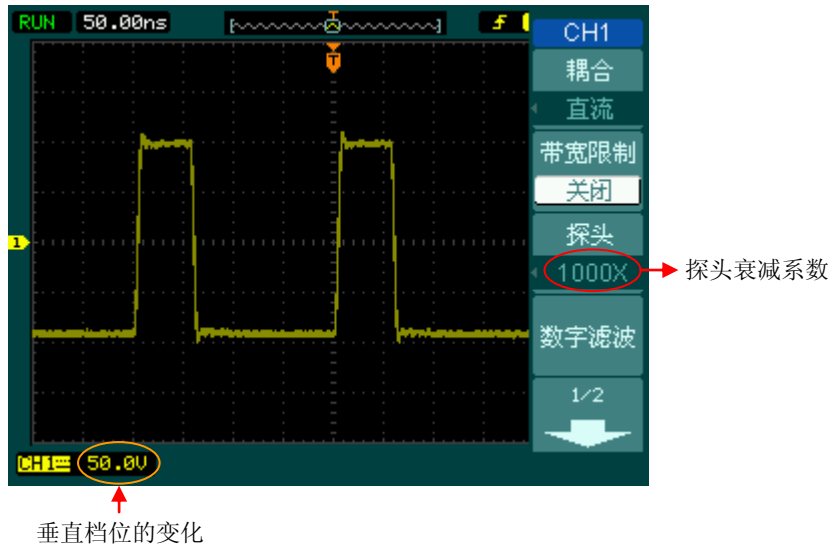 RUN 50.00ns
T
CH1
耦合
直流
带宽限制
关闭
探头
1000X
探头衰减系数
数字滤波
1/2
1
CH1 50.0V
垂直档位的变化